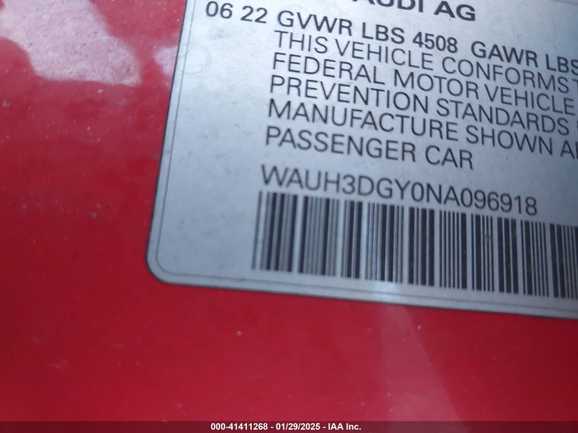 AUDI AG
06 22 GVWR LBS 4508 GAWR LBS
THIS VEHICLE CONFORMS
FEDERAL MOTOR VEHICLE
PREVENTION STANDARDS
MANUFACTURE SHOWN
PASSENGER CAR
WAUH3DGY0NA096918
000-41411268 - 01/29/2025 - IAA Inc.